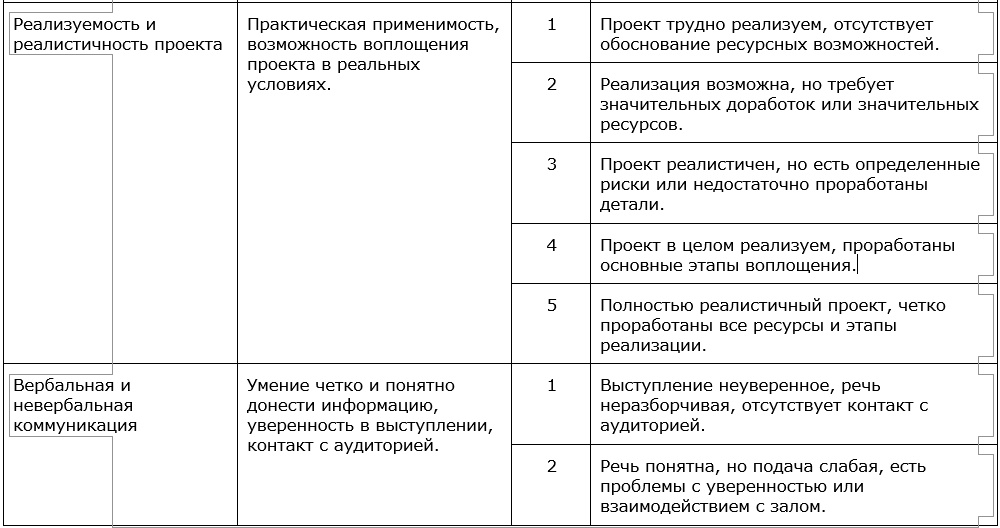 Реализуемость и
реалистичность проекта
Практическая применимость,
возможность воплощения
проекта в реальных
условиях.
1
Проект трудно реализуем, отсутствует
обоснование ресурсных возможностей.
2
Реализация возможна, но требует
значительных доработок или значительных
ресурсов.
3
Проект реалистичен, но есть определенные
риски или недостаточно проработаны
детали.
4
Проект в целом реализуем, проработаны
основные этапы воплощения.
5
Полностью реалистичный проект, четко
проработаны все ресурсы и этапы
реализации.
Вербальная и
невербальная
коммуникация
Умение четко и понятно
донести информацию,
уверенность в выступлении,
контакт с аудиторией.
1
Выступление неуверенное, речь
неразборчивая, отсутствует контакт с
аудиторией.
2
Речь понятна, но подача слабая, есть
проблемы с уверенностью или
взаимодействием с залом.